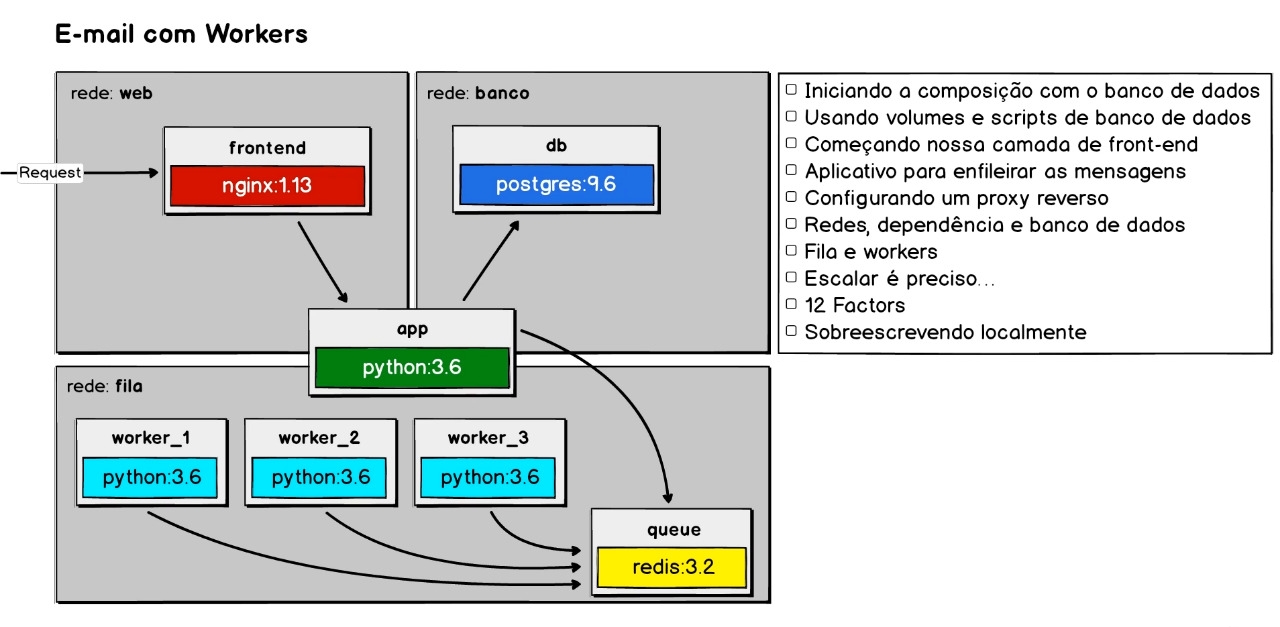 E-mail com Workers
rede: web
rede: banco
Request
frontend
nginx:1.13
db
postgres:9.6
app
python:3.6
rede: fila
worker_1
python:3.6
worker_2
python:3.6
worker_3
python:3.6
queue
redis:3.2
Iniciando a composição com o banco de dados
Usando volumes e scripts de banco de dados
Começando nossa camada de front-end
Aplicativo para enfileirar as mensagens
Configurando um proxy reverso
Redes, dependência e banco de dados
Fila e workers
Escalar é preciso...
12 Factors
Sobreescrevendo localmente